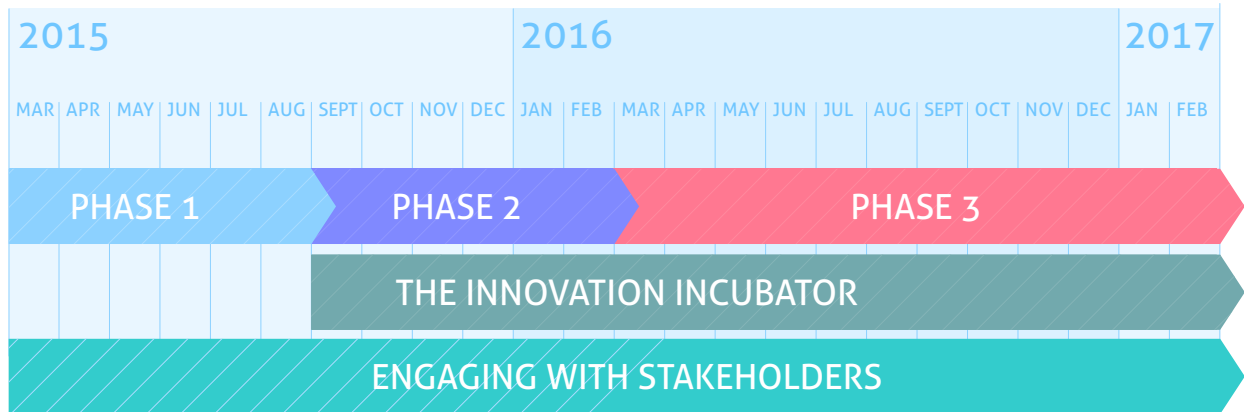 2015 2016 2017
MAR APR MAY JUN JUL AUG SEPT OCT NOV DEC JAN FEB MAR APR MAY JUN JUL AUG SEPT OCT NOV DEC JAN FEB
PHASE 1 PHASE 2 PHASE 3
THE INNOVATION INCUBATOR
ENGAGING WITH STAKEHOLDERS